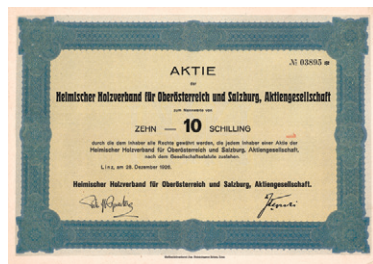 № 03895
AKTIE
der
Heimischer Holzverband für Oberösterreich und Salzburg, Aktiengesellschaft
zum Nennwerte von
ZEHN — 10 SCHILLING
durch die dem Inhaber alle Rechte gewährt werden, die jedem Inhaber einer Aktie der
Heimischer Holzverband für Oberösterreich und Salzburg, Aktiengesellschaft,
nach dem Gesellschaftsstatute zustehen.
Linz, am 28. Dezember 1926.
Heimischer Holzverband für Oberösterreich und Salzburg, Aktiengesellschaft.